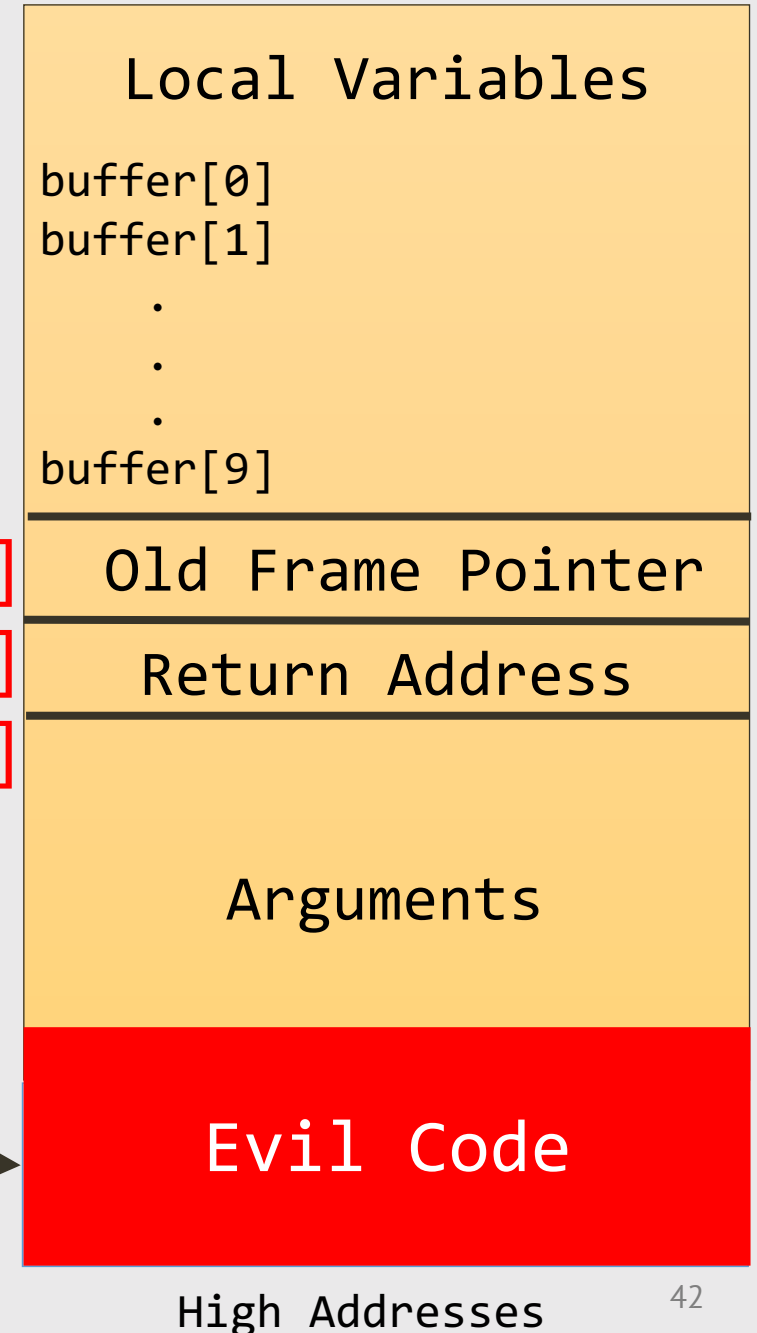 Local Variables
buffer[0]
buffer[1]
.
.
.
buffer[9]
Old Frame Pointer
Return Address
Arguments
Evil Code
High Addresses
42